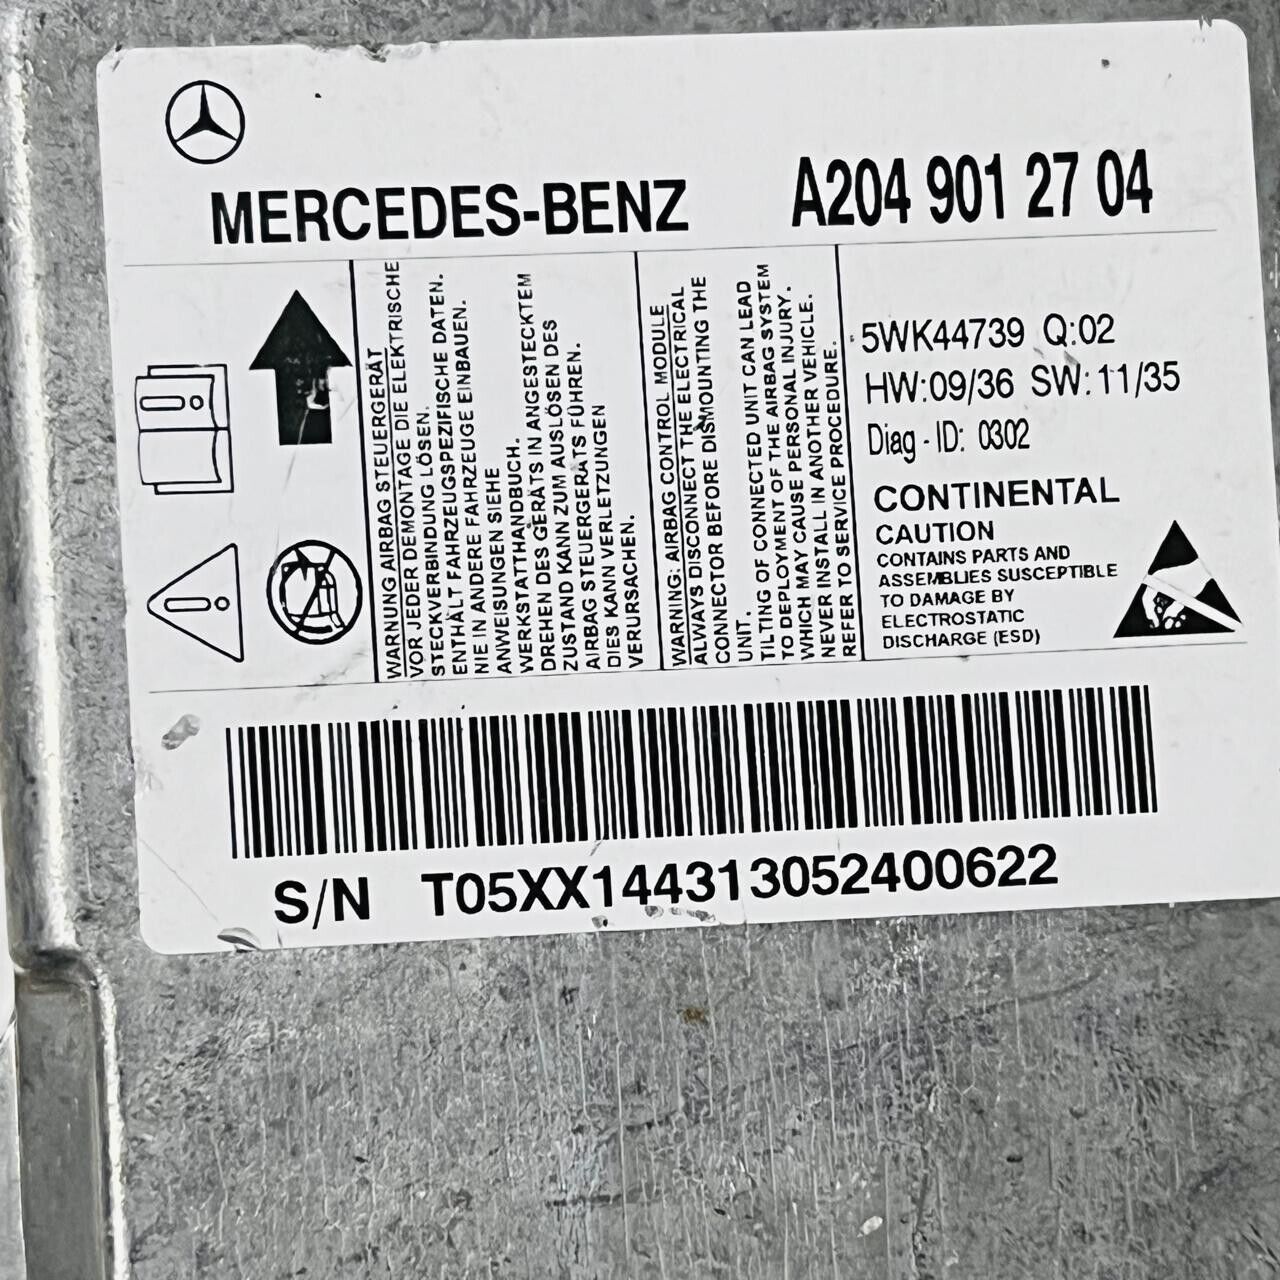 MERCEDES-BENZ
A204 901 27 04
WARNUNG AIRBAG STEUERGERÄT
VOR JEDER DEMONTAGE DIE ELEKTRISCHE
STECKVERBINDUNG LÖSEN.
ENTHÄLT FAHRZEUGSPEZIFISCHE DATEN.
NIE IN ANDERE FAHRZEUGE EINBAUEN.
ANWEISUNGEN SIEHE
WERKSTATTHANDBUCH.
DREHEN DES GERÄTS IN ANGESTECKTEM
ZUSTAND KANN ZUM AUSLÖSEN DES
AIRBAG STEUERGERÄTS FÜHREN.
DIES KANN VERLETZUNGEN
VERURSACHEN.
WARNING: AIRBAG CONTROL MODULE
ALWAYS DISCONNECT THE ELECTRICAL
CONNECTOR BEFORE DISMOUNTING THE
UNIT.
TILTING OF CONNECTED UNIT CAN LEAD
TO DEPLOYMENT OF THE AIRBAG SYSTEM
WHICH MAY CAUSE PERSONAL INJURY.
NEVER INSTALL IN ANOTHER VEHICLE.
REFER TO SERVICE PROCEDURE.
5WK44739 Q:02
HW:09/36 SW:11/35
Diag-ID: 0302
CONTINENTAL
CAUTION
CONTAINS PARTS AND
ASSEMBLIES SUSCEPTIBLE
TO DAMAGE BY
ELECTROSTATIC
DISCHARGE (ESD)
S/N T05XX144313052400622